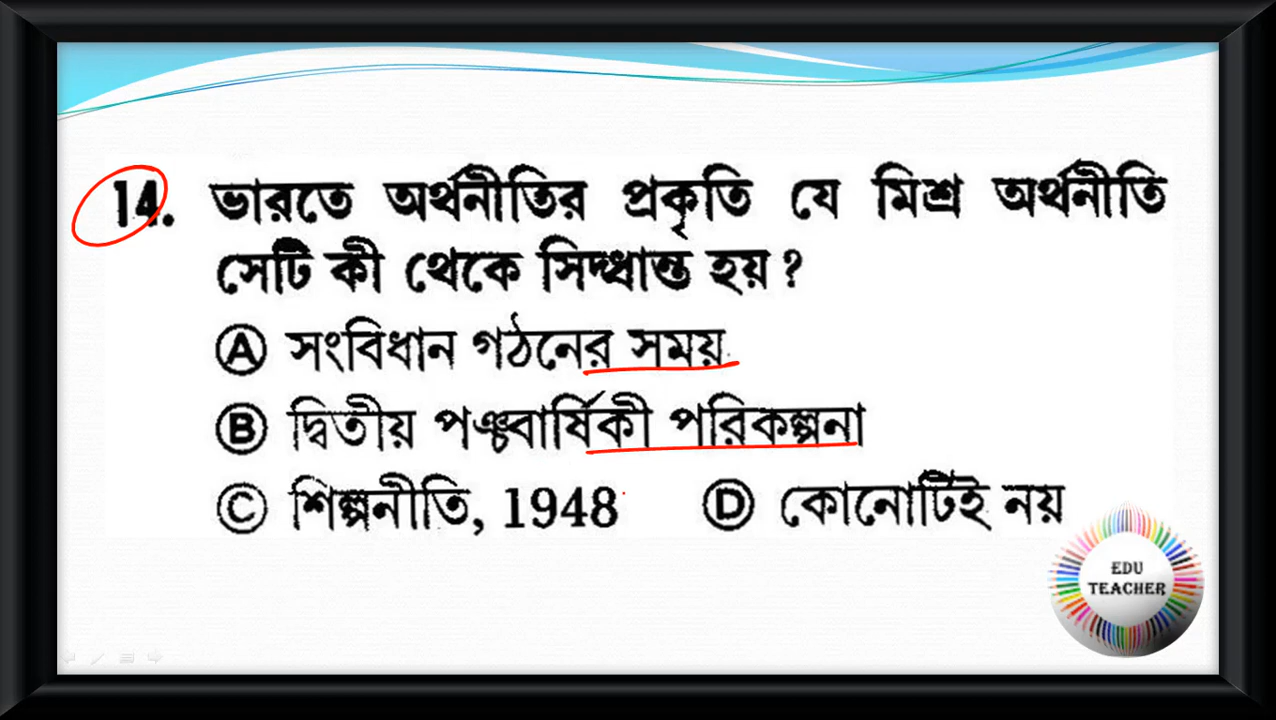 14. ভারতে অর্থনীতির প্রকৃতি যে মিশ্র অর্থনীতি
সেটি কী থেকে সিদ্ধান্ত হয় ?
Ⓐ সংবিধান গঠনের সময়
Ⓑ দ্বিতীয় পঞ্চবার্ষিকী পরিকল্পনা
Ⓒ শিল্পনীতি, 1948 Ⓓ কোনোটিই নয়
EDU
TEACHER